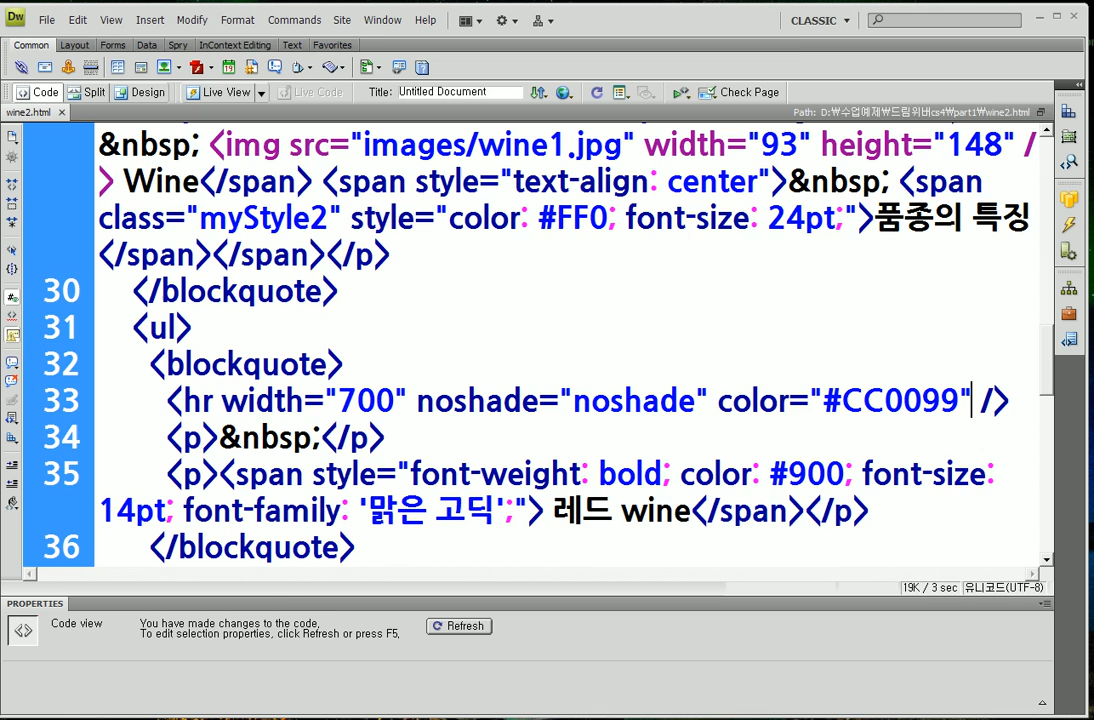 Dw File Edit View Insert Modify Format Commands Site Window Help CLASSIC
Common Layout Forms Data Spry InContext Editing Text Favorites
Code Split Design Live View Live Code Title: Untitled Document Check Page
wine2.html Path: D:₩수업예제₩드림위버cs4₩part1₩wine2.html
&nbsp; <img src="images/wine1.jpg" width="93" height="148" /
> Wine</span> <span style="text-align: center">&nbsp; <span
class="myStyle2" style="color: #FF0; font-size: 24pt;">품종의 특징
</span></span></p>
30 </blockquote>
31 <ul>
32 <blockquote>
33 <hr width="700" noshade="noshade" color="#CC0099" />
34 <p>&nbsp;</p>
35 <p><span style="font-weight: bold; color: #900; font-size:
14pt; font-family: '맑은 고딕';"> 레드 wine</span></p>
36 </blockquote>
19K / 3 sec 유니코드(UTF-8)
PROPERTIES
Code view You have made changes to the code.
To edit selection properties, click Refresh or press F5.
Refresh